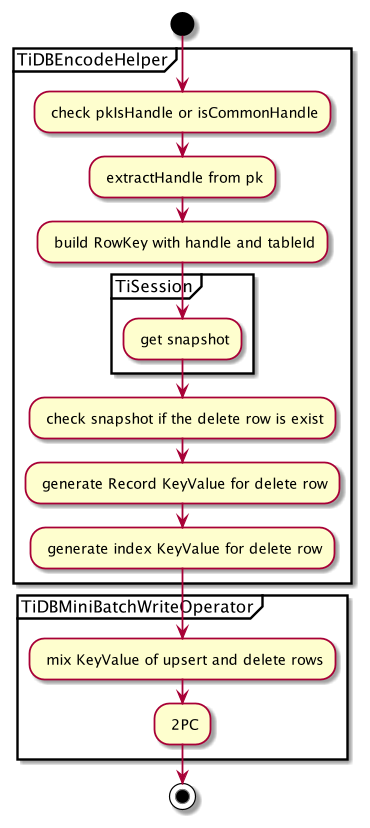 TiDBEncodeHelper
check pkIsHandle or isCommonHandle
extractHandle from pk
build RowKey with handle and tableId
TiSession
get snapshot
check snapshot if the delete row is exist
generate Record KeyValue for delete row
generate index KeyValue for delete row
TiDBMiniBatchWriteOperator
mix KeyValue of upsert and delete rows
2PC